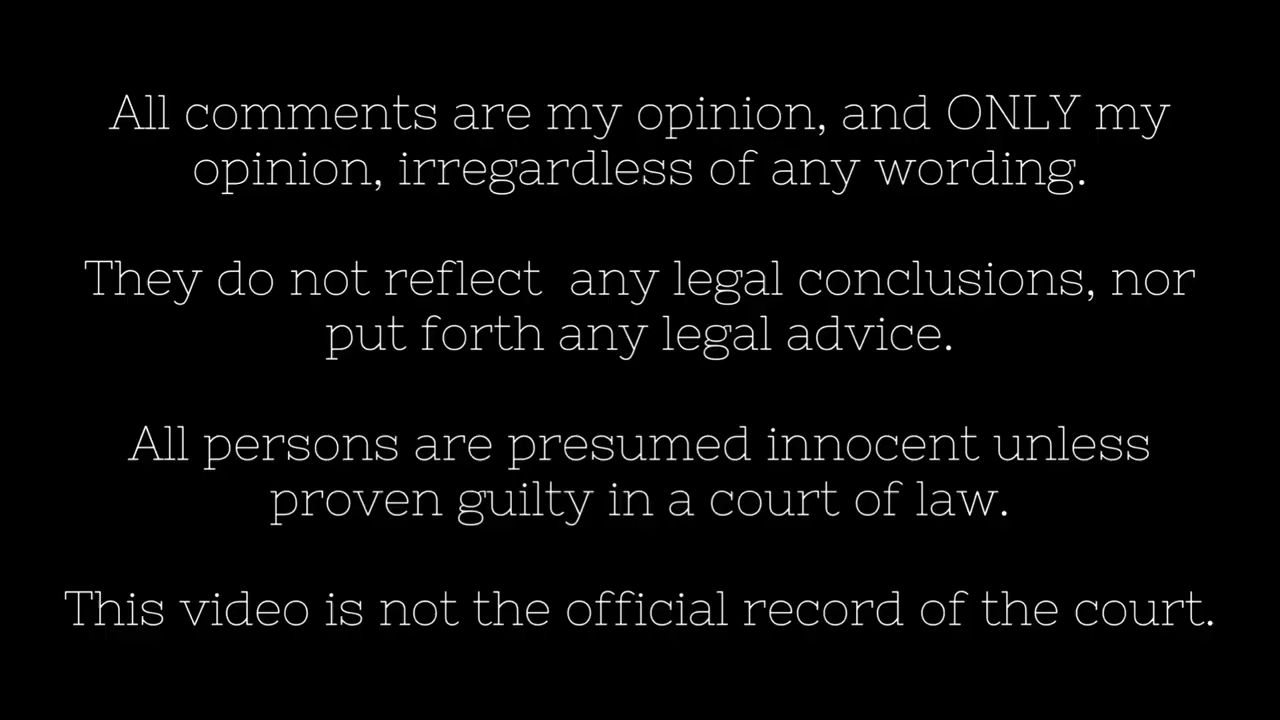 All comments are my opinion, and ONLY my
opinion, irregardless of any wording.
They do not reflect  any legal conclusions, nor
put forth any legal advice.
All persons are presumed innocent unless
proven guilty in a court of law.
This video is not the official record of the court.